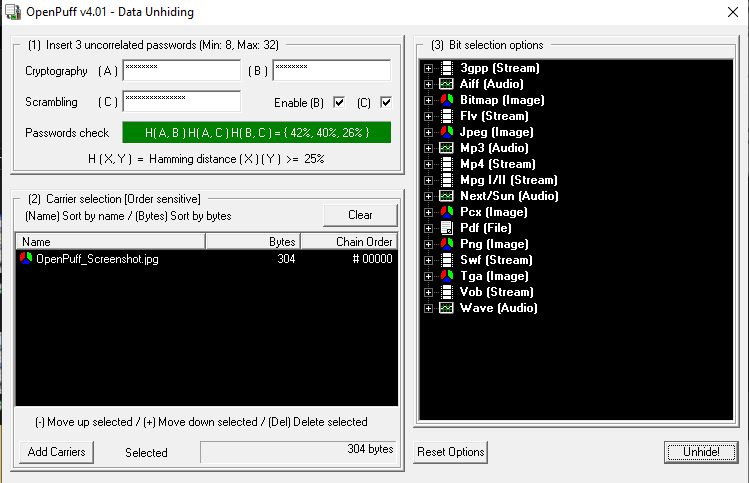 OpenPuff v4.01 - Data Unhiding
(1) Insert 3 uncorrelated passwords (Min: 8, Max: 32)
Cryptography (A) ******** (B) ********
Scrambling (C) ************** Enable (B) (C)
Passwords check H( A, B ) H( A, C ) H( B, C ) = { 42%, 40%, 26% }
H ( X, Y ) = Hamming distance ( X ) ( Y ) >= 25%
(2) Carrier selection [Order sensitive]
(Name) Sort by name / (Bytes) Sort by bytes Clear
Name Bytes Chain Order
OpenPuff_Screenshot.jpg 304 # 00000
(-) Move up selected / (+) Move down selected / (Del) Delete selected
Add Carriers Selected 304 bytes
(3) Bit selection options
3gpp (Stream)
Aiff (Audio)
Bitmap (Image)
Flv (Stream)
Jpeg (Image)
Mp3 (Audio)
Mp4 (Stream)
Mpg I/II (Stream)
Next/Sun (Audio)
Pcx (Image)
Pdf (File)
Png (Image)
Swf (Stream)
Tga (Image)
Vob (Stream)
Wave (Audio)
Reset Options Unhide!